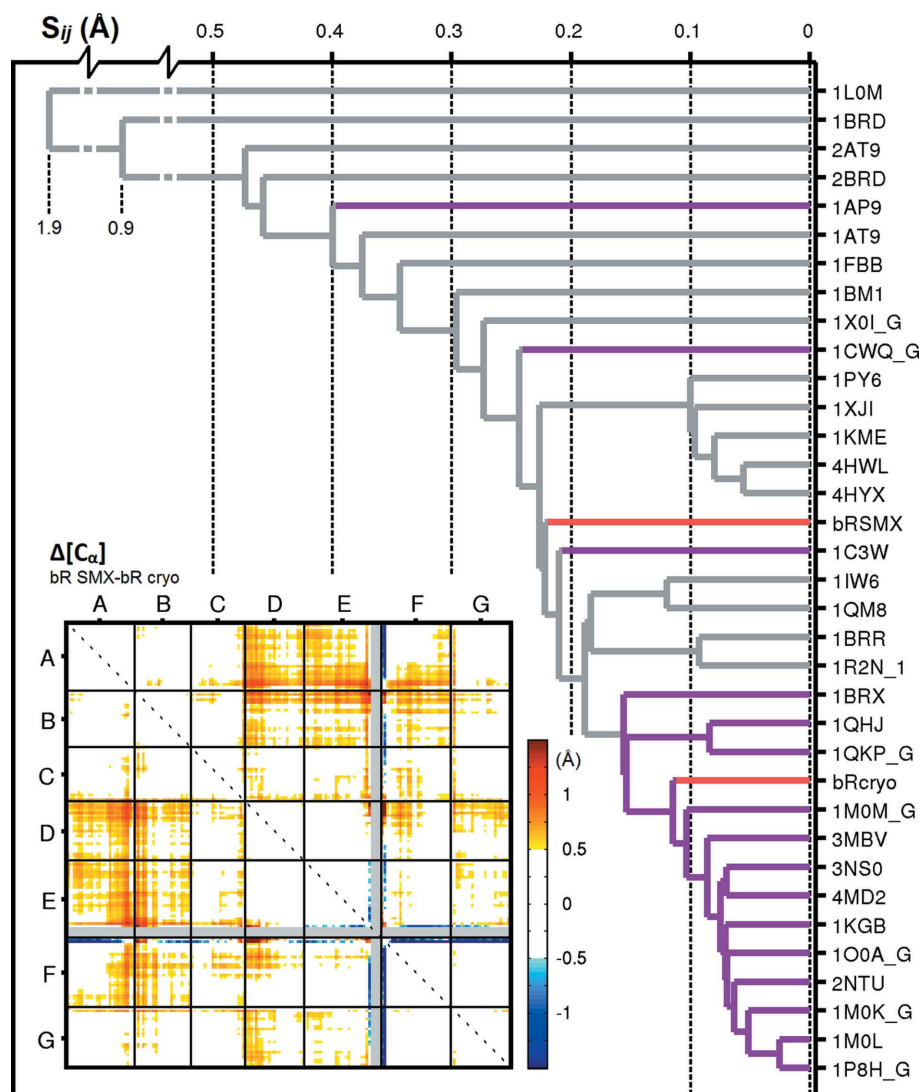 Sij (Å)
0.5 0.4 0.3 0.2 0.1 0
1L0M
1BRD
2AT9
2BRD
1.9 0.9
1AP9
1AT9
1FBB
1BM1
1X0I_G
1CWQ_G
1PY6
1XJI
1KME
4HWL
4HYX
bRSMX
1C3W
1IW6
1QM8
1BRR
1R2N_1
1BRX
1QHJ
1QKP_G
bRcryo
1M0M_G
3MBV
3NS0
4MD2
1KGB
1O0A_G
2NTU
1M0K_G
1M0L
1P8H_G
Δ[Cα]
bR SMX-bR cryo
A B C D E F G
A
B
C
D
E
F
G
(Å)
1
0.5
0
-0.5
-1